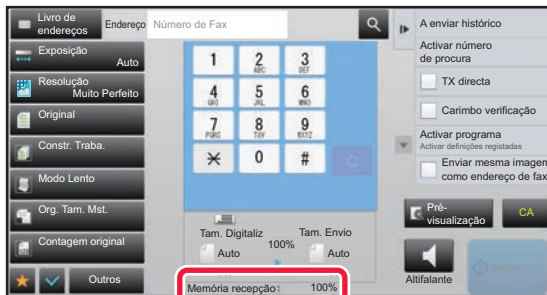 Livro de
endereços
Endereço
Número de Fax
Exposição
Auto
Resolução
Muito Perfeito
Original
Constr. Traba.
Modo Lento
Org. Tam. Mst.
Contagem original
Outros
1
2
ABC
3
DEF
4
GHI
5
JKL
6
MNO
7
PQRS
8
TUV
9
WXYZ
0
#
C
Tam. Digitaliz
100%
Tam. Envio
Auto
Auto
Memória recepção:
100%
A enviar histórico
Activar número
de procura
TX directa
Carimbo verificação
Activar programa
Activar definições registadas
Enviar mesma imagem
como endereço de fax
Pré-
visualização
CA
Altifalante
Iniciar